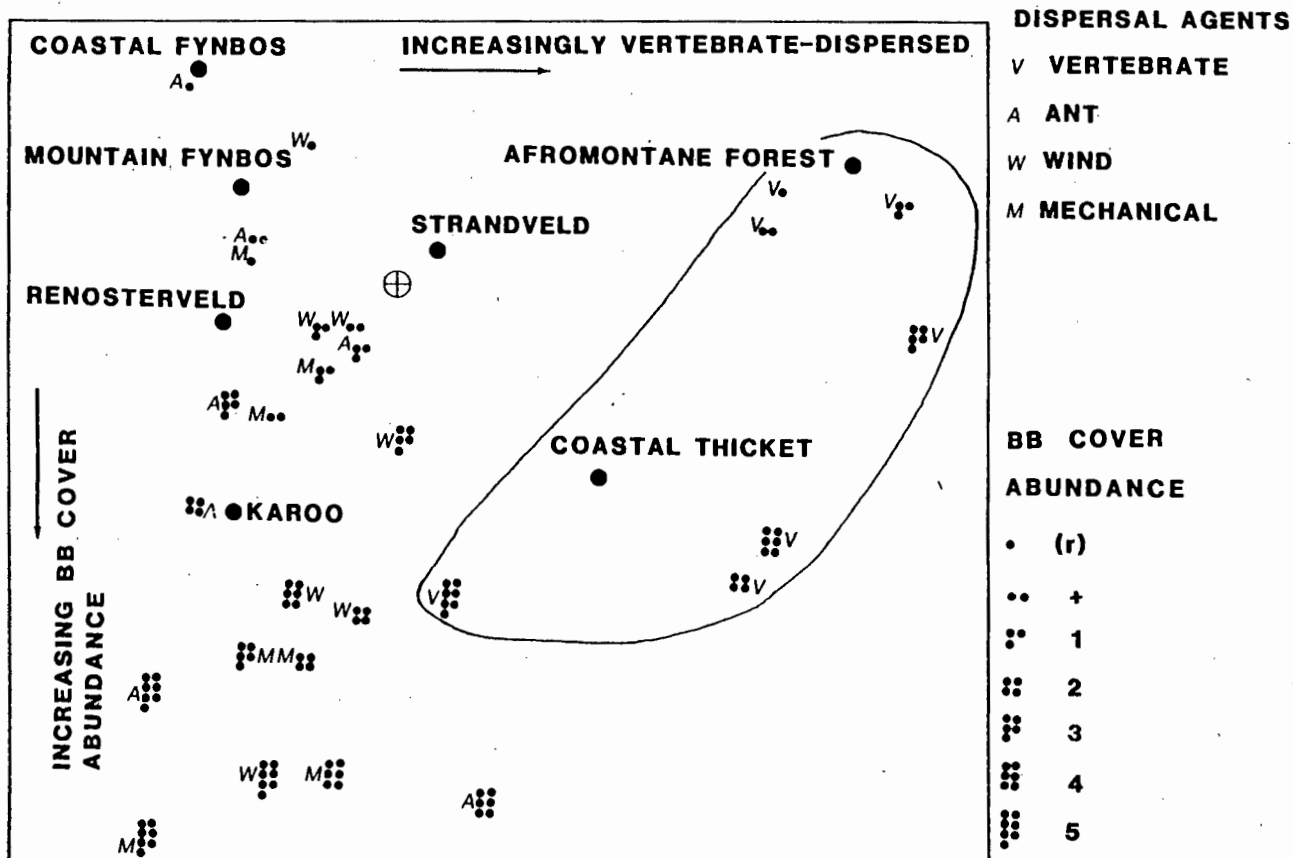 COASTAL FYNBOS
INCREASINGLY VERTEBRATE-DISPERSED
A
W
MOUNTAIN FYNBOS
AFROMONTANE FOREST
V
V
V
STRANDVELD
A
M
RENOSTERVELD
W W
A
M
V
A
M
W
COASTAL THICKET
Λ
KAROO
V
V
V
W
W
M M
A
W
M
A
M
INCREASING BB COVER
ABUNDANCE
DISPERSAL AGENTS
V VERTEBRATE
A ANT
W WIND
M MECHANICAL
BB COVER
ABUNDANCE
(r)
+
1
2
3
4
5